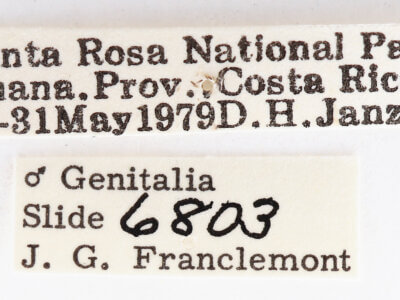 nta Rosa National Pa
nana.Prov. Costa Ric
-31May1979D.H.Janz
♂ Genitalia
Slide 6803
J. G. Franclemont